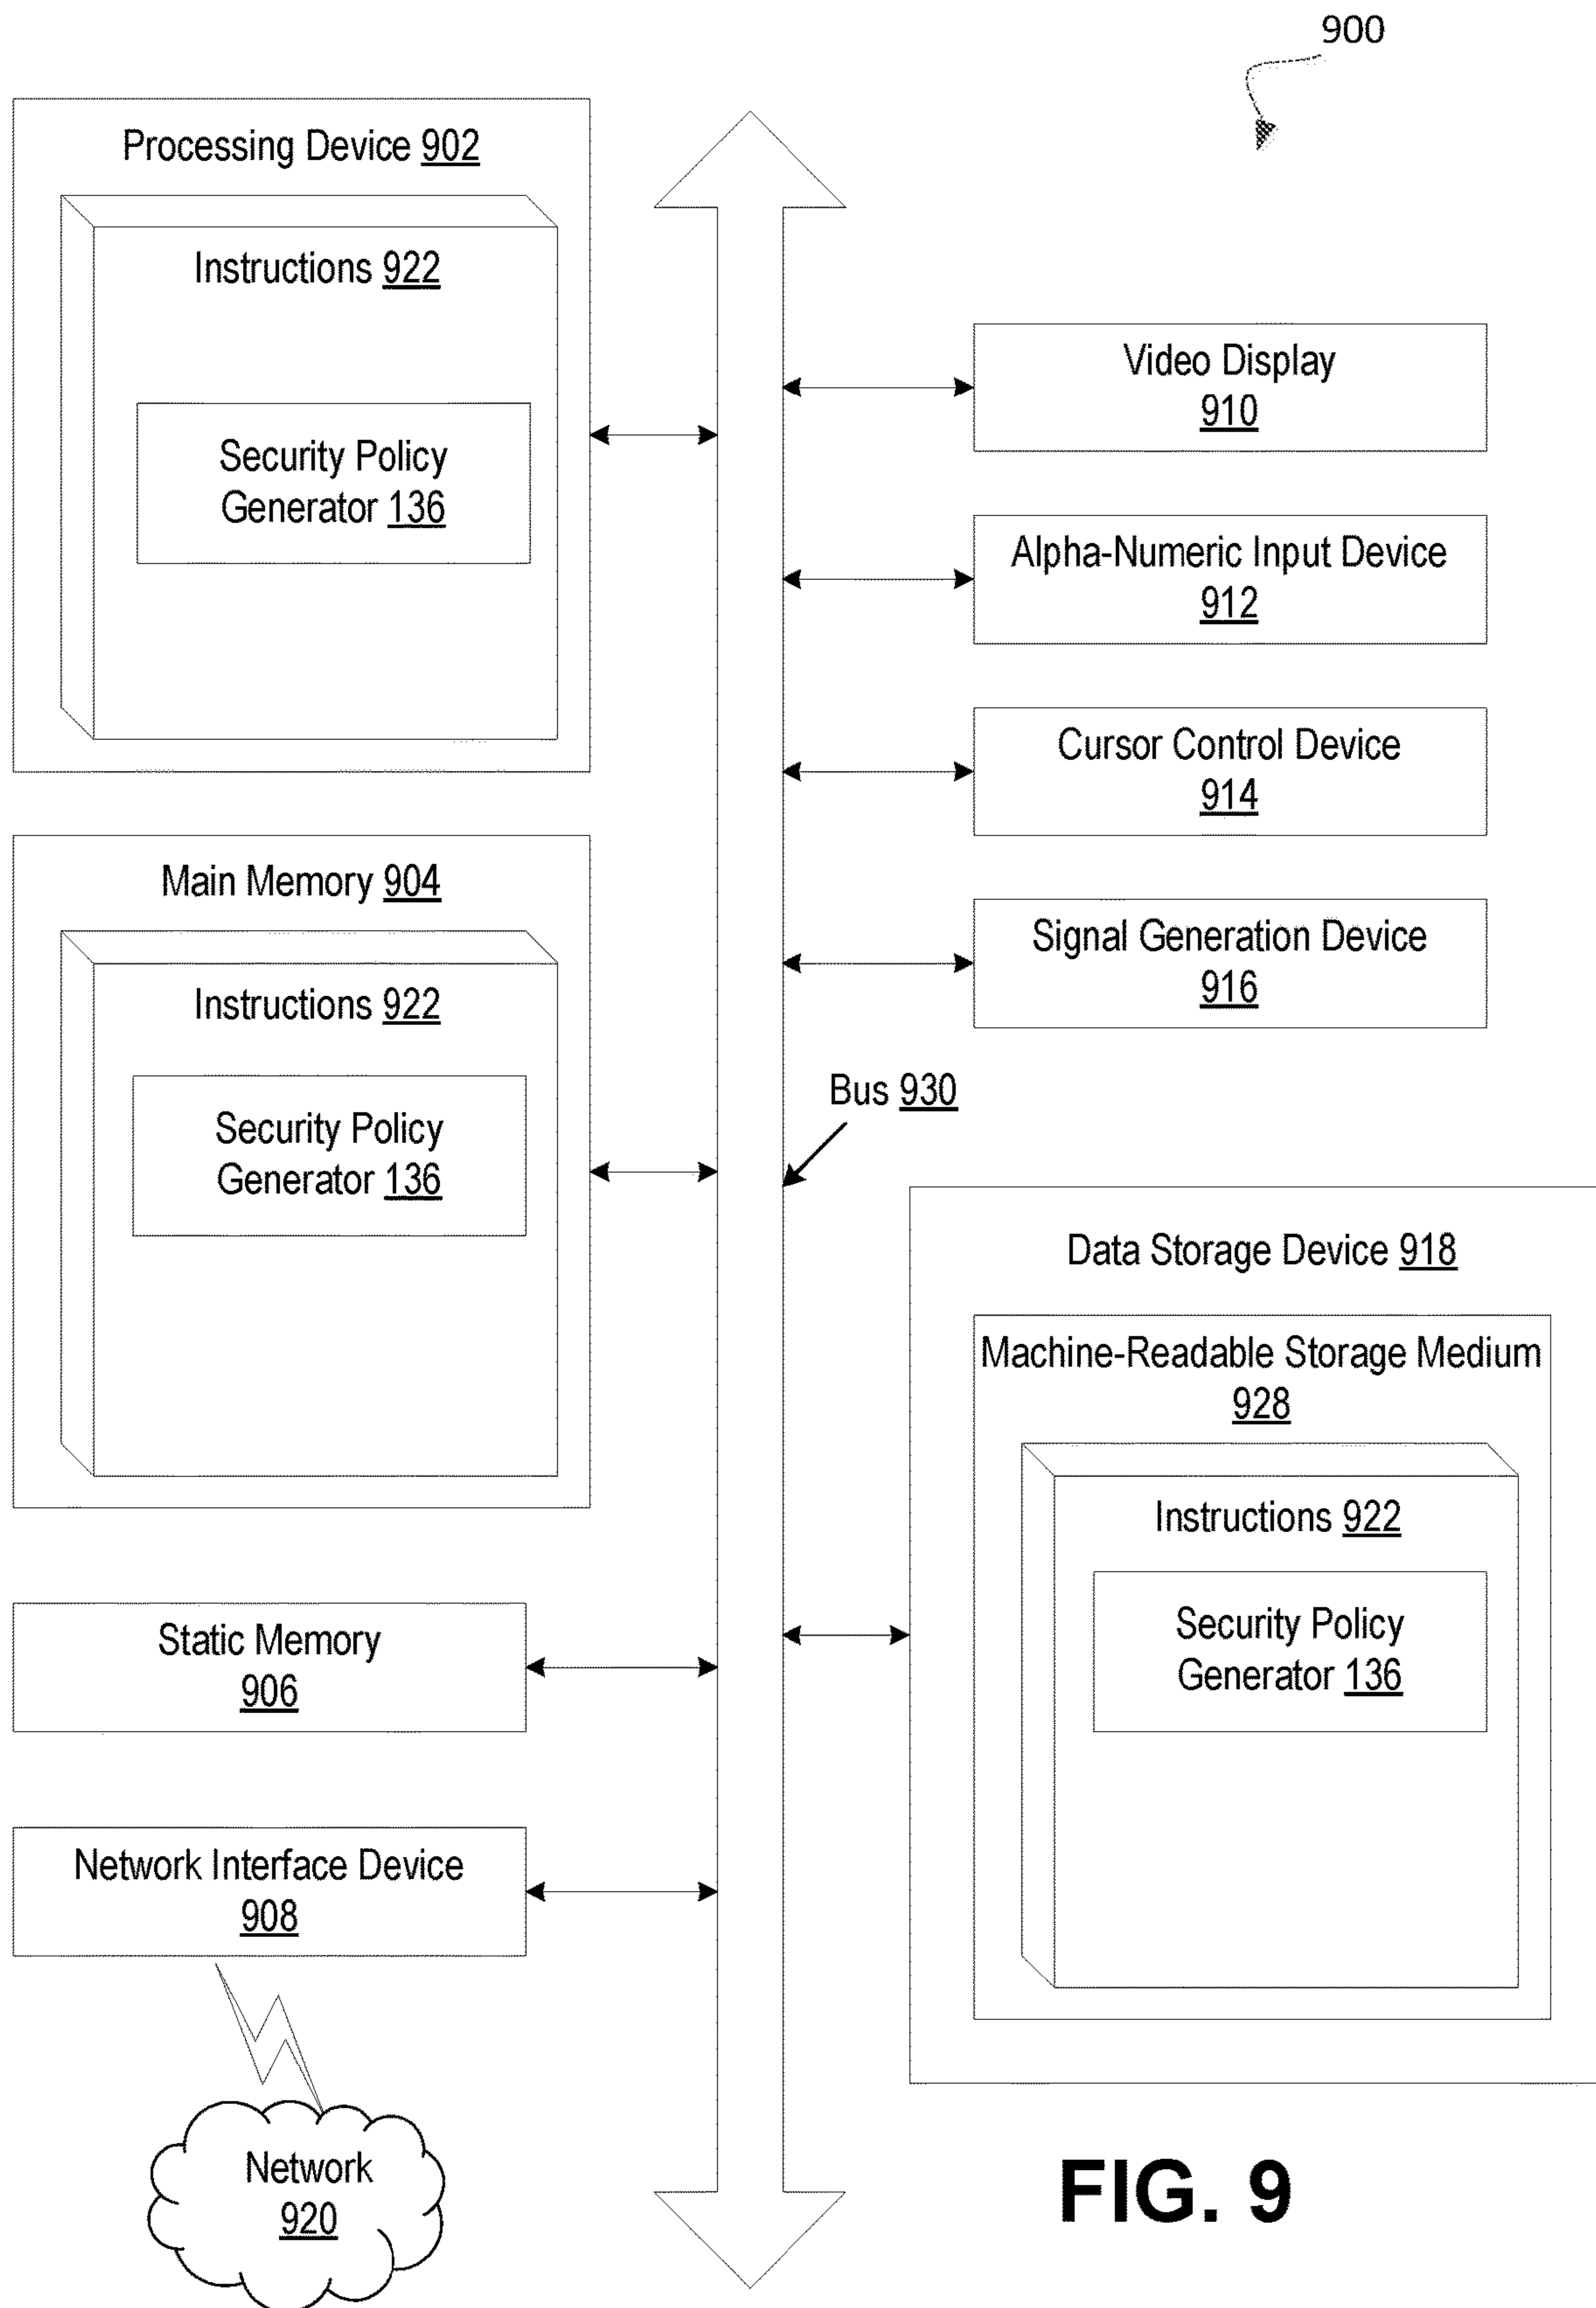 900
Processing Device 902
Instructions 922
Security Policy
Generator 136
Main Memory 904
Instructions 922
Security Policy
Generator 136
Static Memory
906
Network Interface Device
908
Network
920
Video Display
910
Alpha-Numeric Input Device
912
Cursor Control Device
914
Signal Generation Device
916
Bus 930
Data Storage Device 918
Machine-Readable Storage Medium
928
Instructions 922
Security Policy
Generator 136
FIG. 9